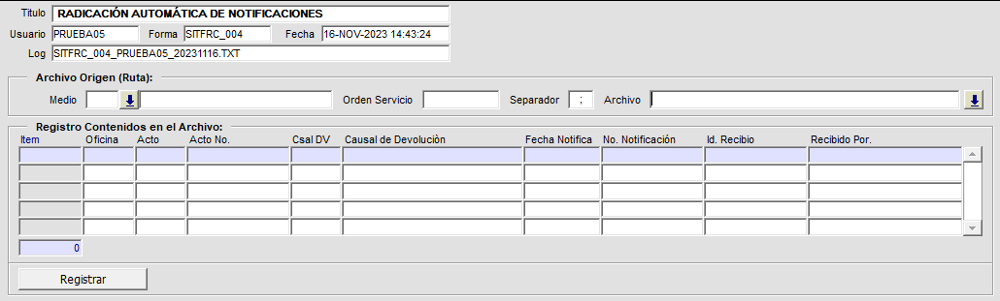 Titulo RADICACIÓN AUTOMÁTICA DE NOTIFICACIONES
Usuario PRUEBA05 Forma SITFRC_004 Fecha 16-NOV-2023 14:43:24
Log SITFRC_004_PRUEBA05_20231116.TXT
Archivo Origen (Ruta):
Medio Orden Servicio Separador ; Archivo
Registro Contenidos en el Archivo:
Item Oficina Acto Acto No. Csal DV Causal de Devoluciòn Fecha Notifica No. Notificación Id. Recibio Recibido Por.
0
Registrar